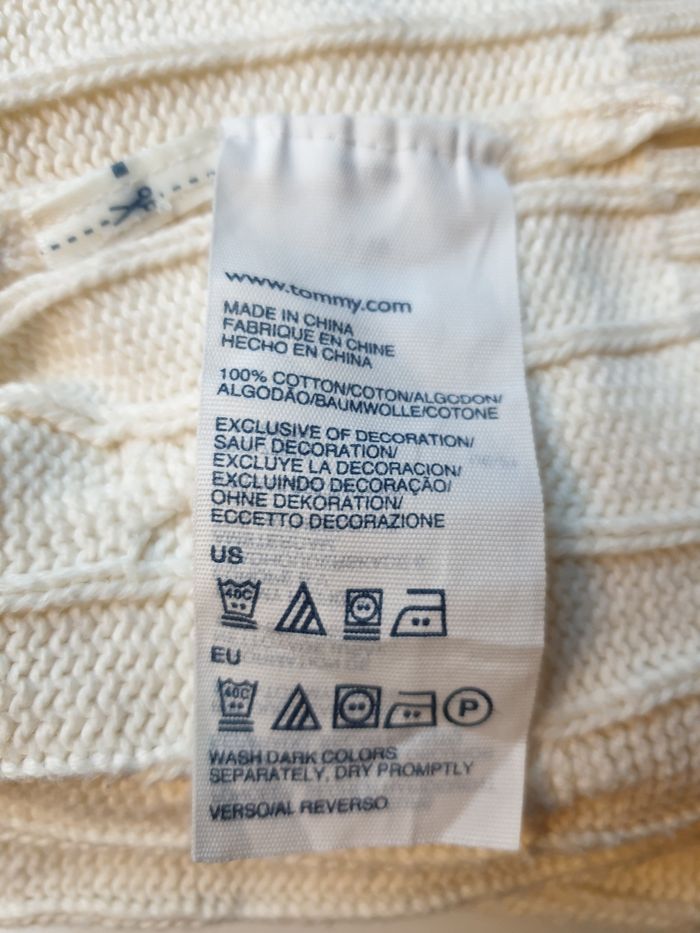 www.tommy.com
MADE IN CHINA
FABRIQUE EN CHINE
HECHO EN CHINA
100% COTTON/COTON/ALGODON/
ALGODÃO/BAUMWOLLE/COTONE
EXCLUSIVE OF DECORATION/
SAUF DECORATION/
EXCLUYE LA DECORACION/
EXCLUINDO DECORAÇÃO/
OHNE DEKORATION/
ECCETTO DECORAZIONE
US
40C
EU
40C P
WASH DARK COLORS
SEPARATELY, DRY PROMPTLY
VERSO/AL REVERSO